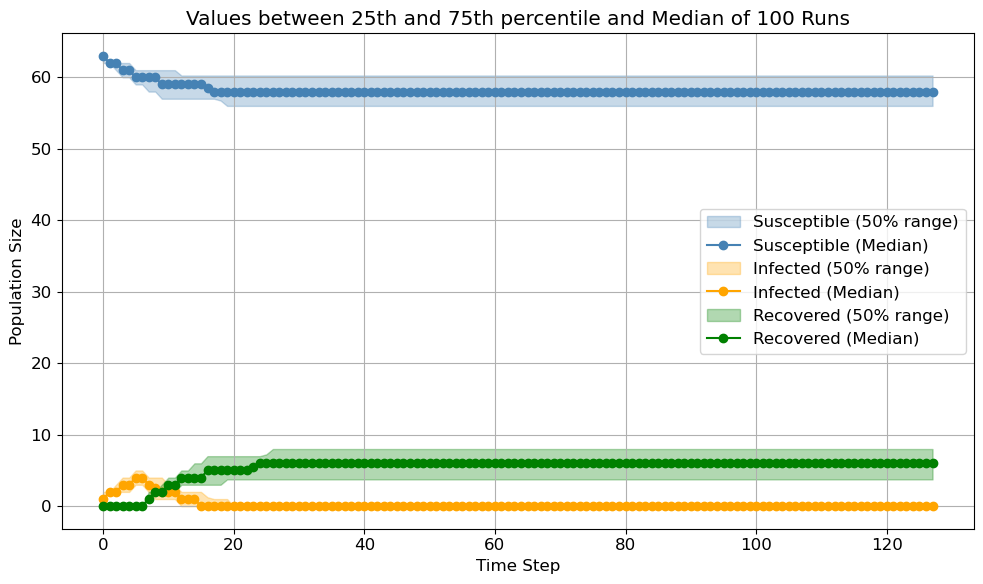 Values between 25th and 75th percentile and Median of 100 Runs
Population Size
60
50
40
30
20
10
0
Susceptible (50% range)
Susceptible (Median)
Infected (50% range)
Infected (Median)
Recovered (50% range)
Recovered (Median)
0
20
40
60
80
100
120
Time Step